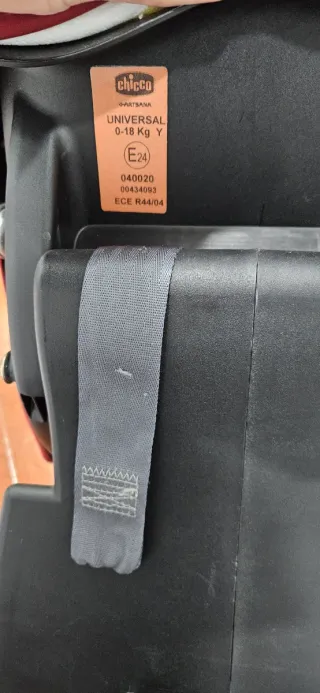 chicco
ARTSANA
UNIVERSAL
0-18 Kg Y
E24
040020
00434093
ECE R44/04